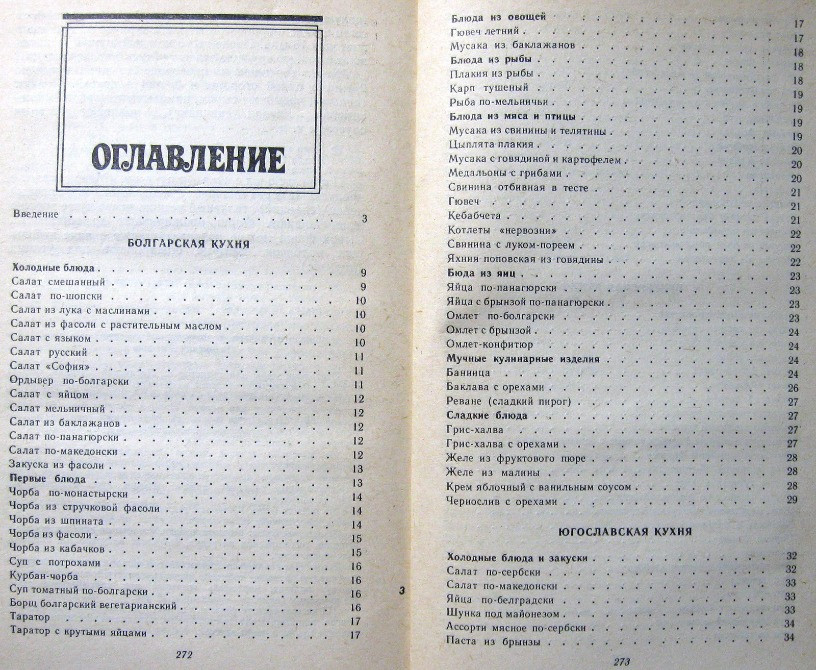 ОГЛАВЛЕНИЕ
Введение 3
БОЛГАРСКАЯ КУХНЯ
Холодные блюда 9
Салат смешанный 9
Салат по-шопски 10
Салат из лука с маслинами 10
Салат из фасоли с растительным маслом 10
Салат с языком 10
Салат русский 11
Салат «София» 11
Ордывер по-болгарски 11
Салат с яйцом 12
Салат мельничный 12
Салат из баклажанов 12
Салат по-панагюрски 12
Салат по-македонски 12
Закуска из фасоли 13
Первые блюда 13
Чорба по-монастырски 14
Чорба из стручковой фасоли 14
Чорба из шпината 14
Чорба из фасоли 15
Чорба из кабачков 15
Суп с потрохами 16
Курбан-чорба 16
Суп томатный по-болгарски 16
Борщ болгарский вегетарианский 16
Таратор 17
Таратор с крутыми яйцами 17
272
3
Блюда из овощей 17
Гювеч летний 17
Мусака из баклажанов 18
Блюда из рыбы 18
Плакия из рыбы 18
Карп тушеный 19
Рыба по-мельничьи 19
Блюда из мяса и птицы 19
Мусака из свинины и телятины 19
Цыплята плакия 20
Мусака с говядиной и картофелем 20
Медальоны с грибами 20
Свинина отбивная в тесте 21
Гювеч 21
Кебабчета 21
Котлеты «нервозни» 22
Свинина с луком-пореем 22
Яхнии поповская из говядины 22
Бюда из яиц 23
Яйца по-панагюрски 23
Яйца с брынзой по-панагюрски 23
Омлет по-болгарски 23
Омлет с брынзой 24
Омлет-конфитюр 24
Мучные кулинарные изделия 24
Банница 24
Баклава с орехами 26
Реване (сладкий пирог) 27
Сладкие блюда 27
Грис-халва 27
Грис-халва с орехами 27
Желе из фруктового пюре 28
Желе из малины 28
Крем яблочный с ванильным соусом 28
Чернослив с орехами 29
ЮГОСЛАВСКАЯ КУХНЯ
Холодные блюда и закуски 32
Салат по-сербски 32
Салат по-македонски 33
Яйца по-белградски 33
Шунка под майонезом 33
Ассорти мясное по-сербски 34
Паста из брынзы 34
273